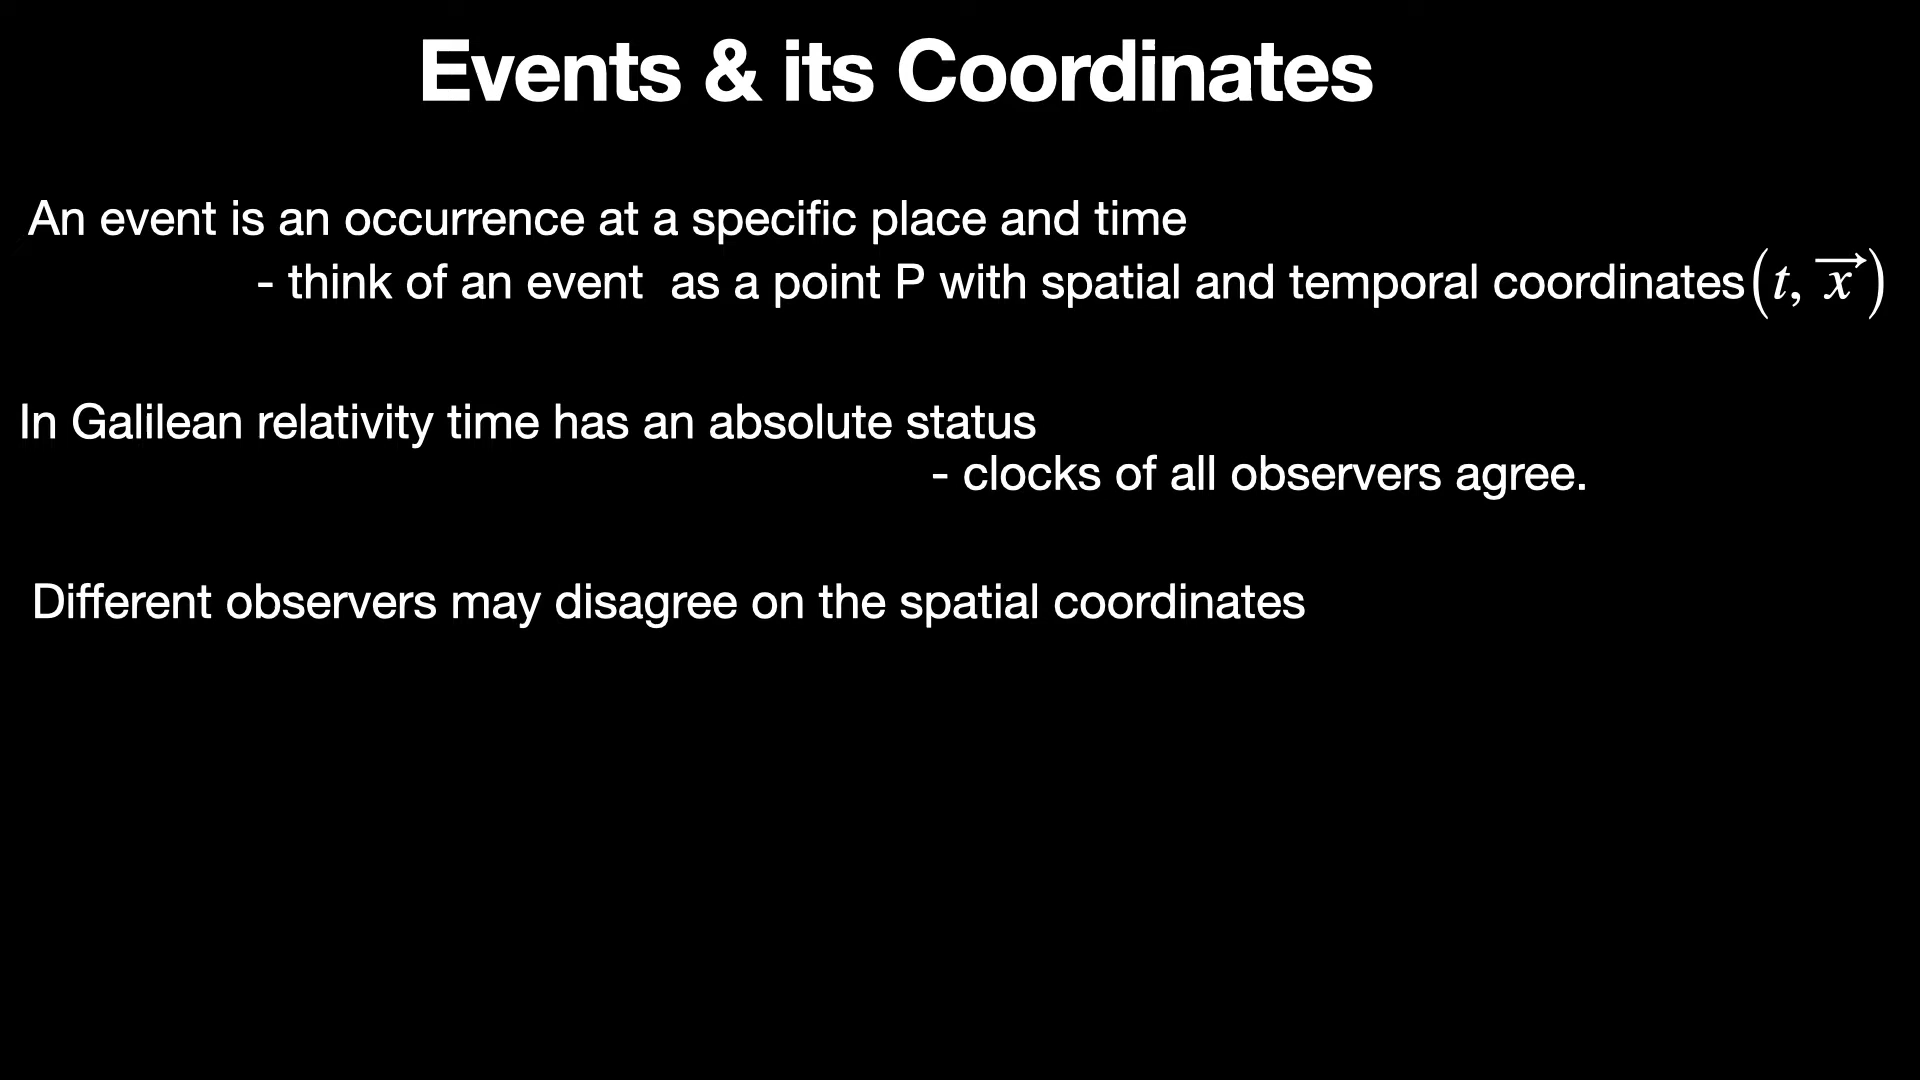 Events & its Coordinates
An event is an occurrence at a specific place and time
- think of an event as a point P with spatial and temporal coordinates (t, x⃗)
In Galilean relativity time has an absolute status
- clocks of all observers agree.
Different observers may disagree on the spatial coordinates